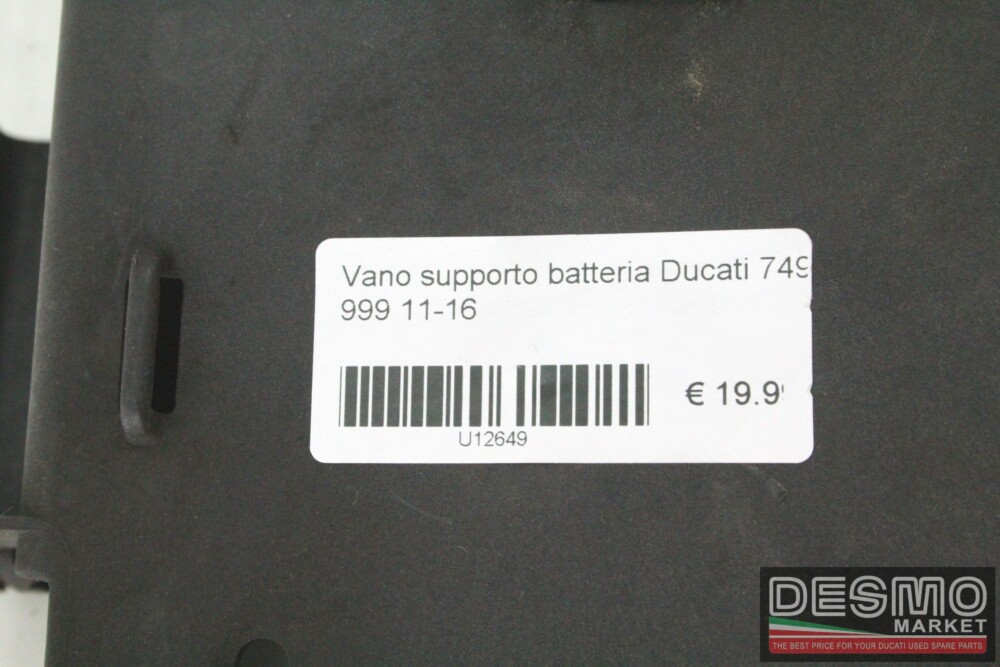 Vano supporto batteria Ducati 749
999 11-16
€ 19.9
U12649
DESMO
MARKET
THE BEST PRICE FOR YOUR DUCATI USED SPARE PARTS